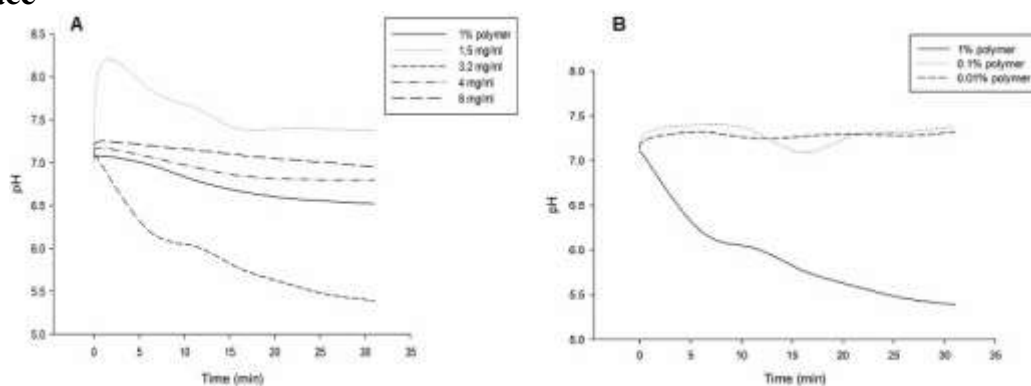 A
1% polymer
1,5 mg/ml
3,2 mg/ml
4 mg/ml
mg/ml
8.5
8.0
7.5
7.0
6.5
6.0
5.5
5.0
pH
0 5 10 15 20 25 30 35
Time (min)
B
1% polymer
0.1% polymer
0.01% polymer
8.0
7.5
7.0
6.5
6.0
5.5
5.0
pH
0 5 10 15 20 25 30 35
Time (min)